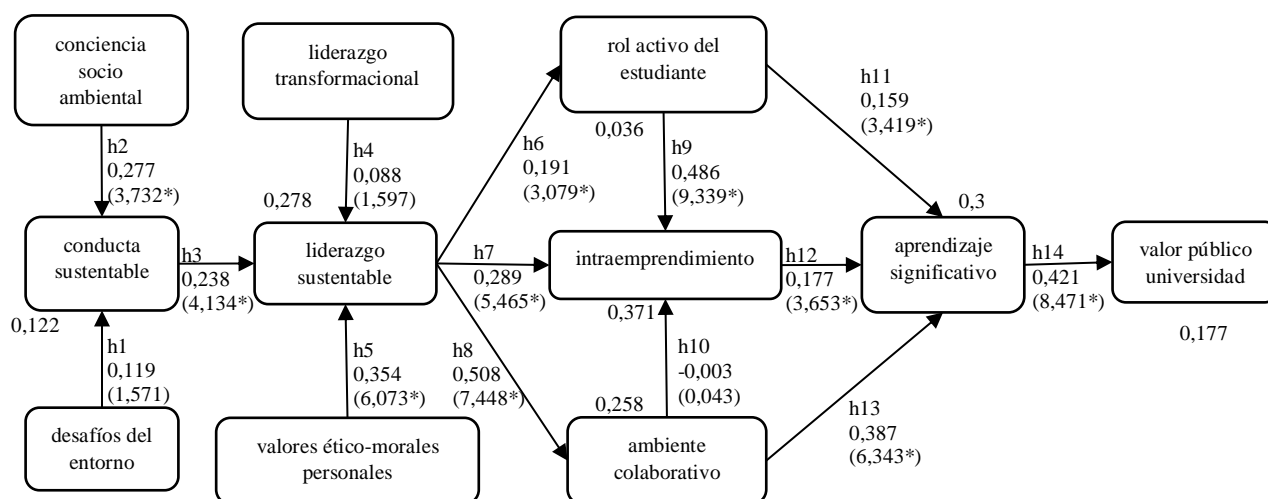 conciencia
socio
ambiental
liderazgo
transformacional
rol activo del
estudiante
h11
0,159
(3,419*)
h2
0,277
(3,732*)
h4
0,088
(1,597)
h6
0,191
(3,079*)
0,036
h9
0,486
(9,339*)
0,278
0,3
conducta
sustentable
h3
0,238
(4,134*)
liderazgo
sustentable
h7
0,289
(5,465*)
intraemprendimiento
h12
0,177
(3,653*)
aprendizaje
significativo
h14
0,421
(8,471*)
valor público
universidad
0,122
0,371
0,177
h1
0,119
(1,571)
h5
0,354
(6,073*)
h8
0,508
(7,448*)
h10
-0,003
(0,043)
0,258
h13
0,387
(6,343*)
desafíos del
entorno
valores ético-morales
personales
ambiente
colaborativo